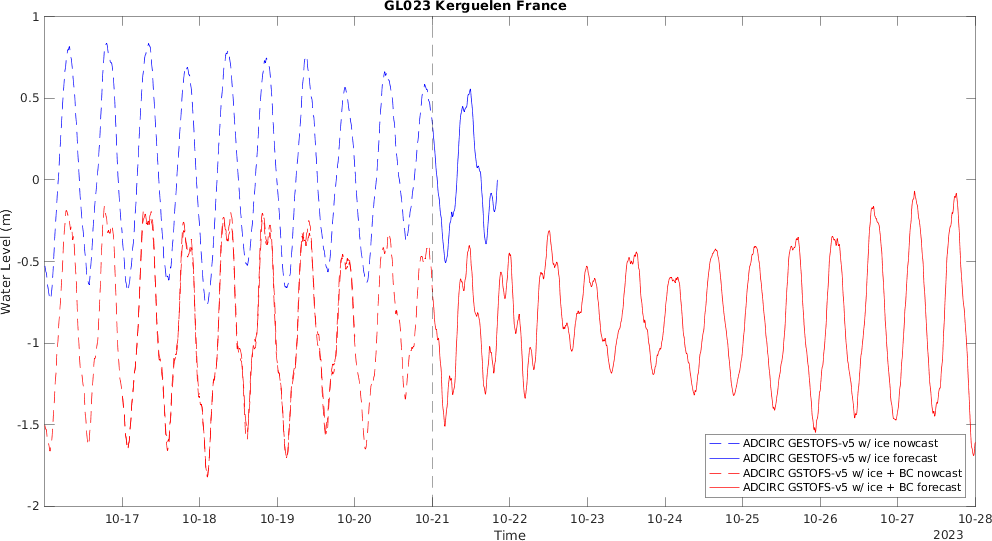 GL023 Kerguelen France
1
0.5
0
-0.5
-1
-1.5
-2
Water Level (m)
10-17 10-18 10-19 10-20 10-21 10-22 10-23 10-24 10-25 10-26 10-27 10-28
Time
2023
ADCIRC GESTOFS-v5 w/ ice nowcast
ADCIRC GESTOFS-v5 w/ ice forecast
ADCIRC GSTOFS-v5 w/ ice + BC nowcast
ADCIRC GSTOFS-v5 w/ ice + BC forecast